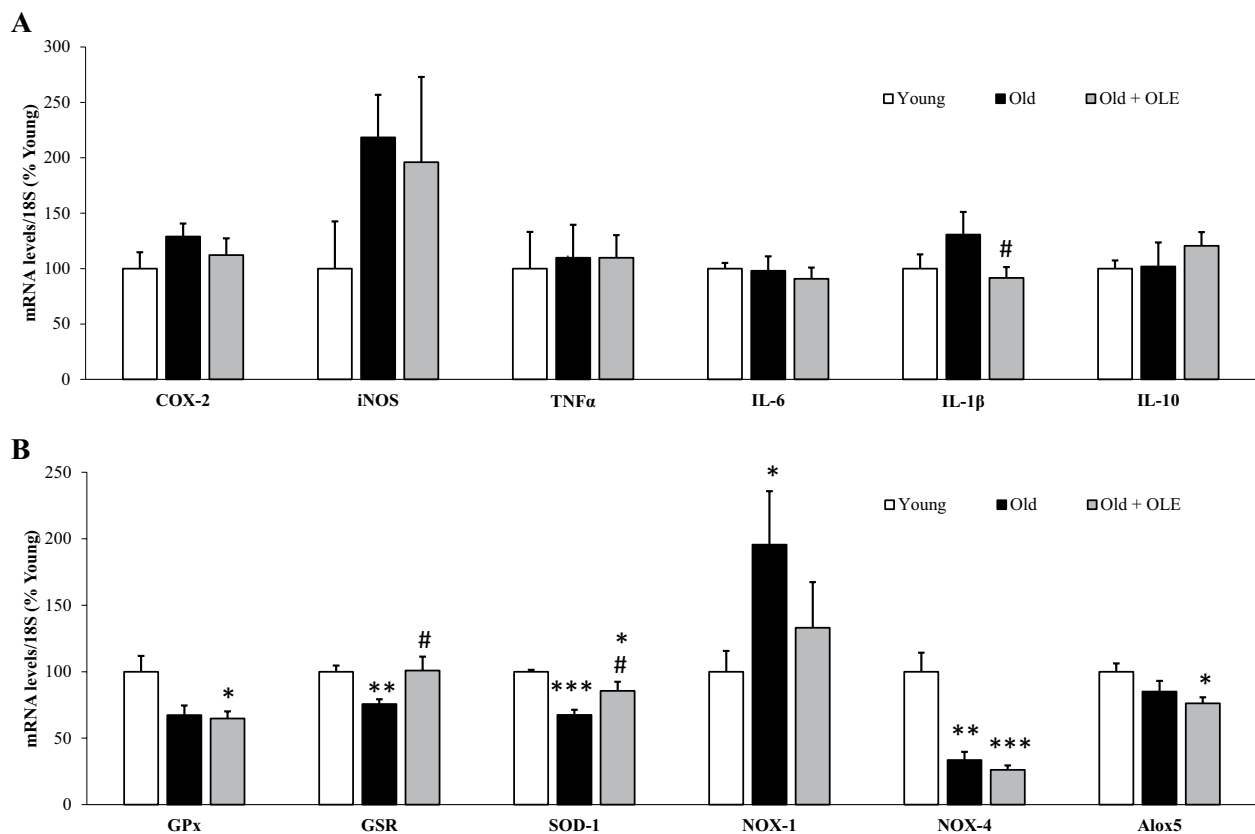 A
300
250
200
150
100
50
0
mRNA levels/18S (% Young)
Young Old Old + OLE
#
COX-2 iNOS TNFα IL-6 IL-1β IL-10
B
250
200
150
100
50
0
mRNA levels/18S (% Young)
Young Old Old + OLE
*
** # *** * # ** *** *
*
GPx GSR SOD-1 NOX-1 NOX-4 Alox5